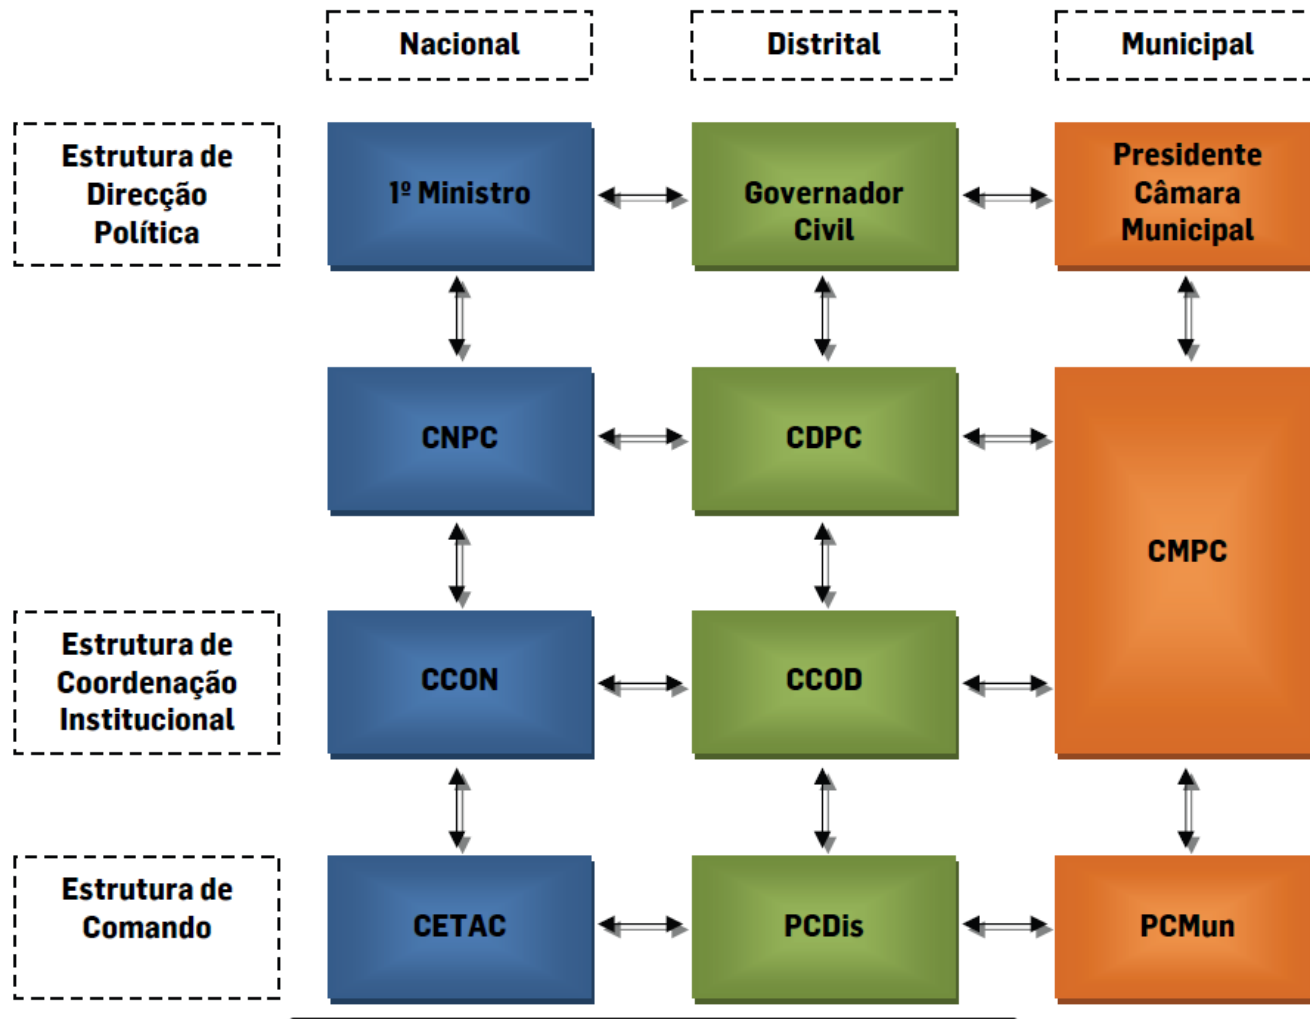 Nacional
Distrital
Municipal
Estrutura de
Direcção
Política
1º Ministro
Governador
Civil
Presidente
Câmara
Municipal
CNPC
CDPC
CMPC
Estrutura de
Coordenação
Institucional
CCON
CCOD
Estrutura de
Comando
CETAC
PCDis
PCMun